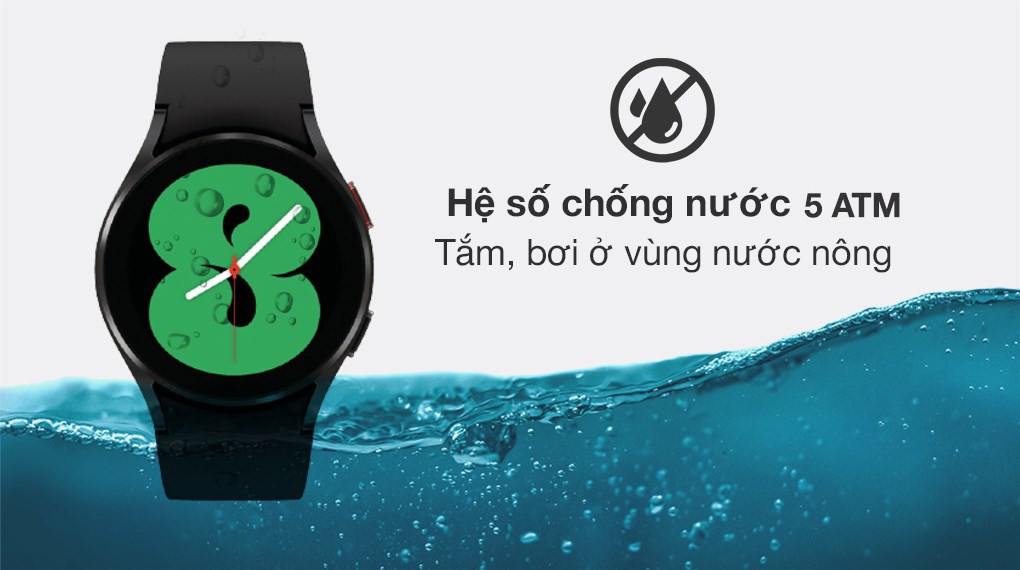 Hệ số chống nước 5 ATM
Tắm, bơi ở vùng nước nông